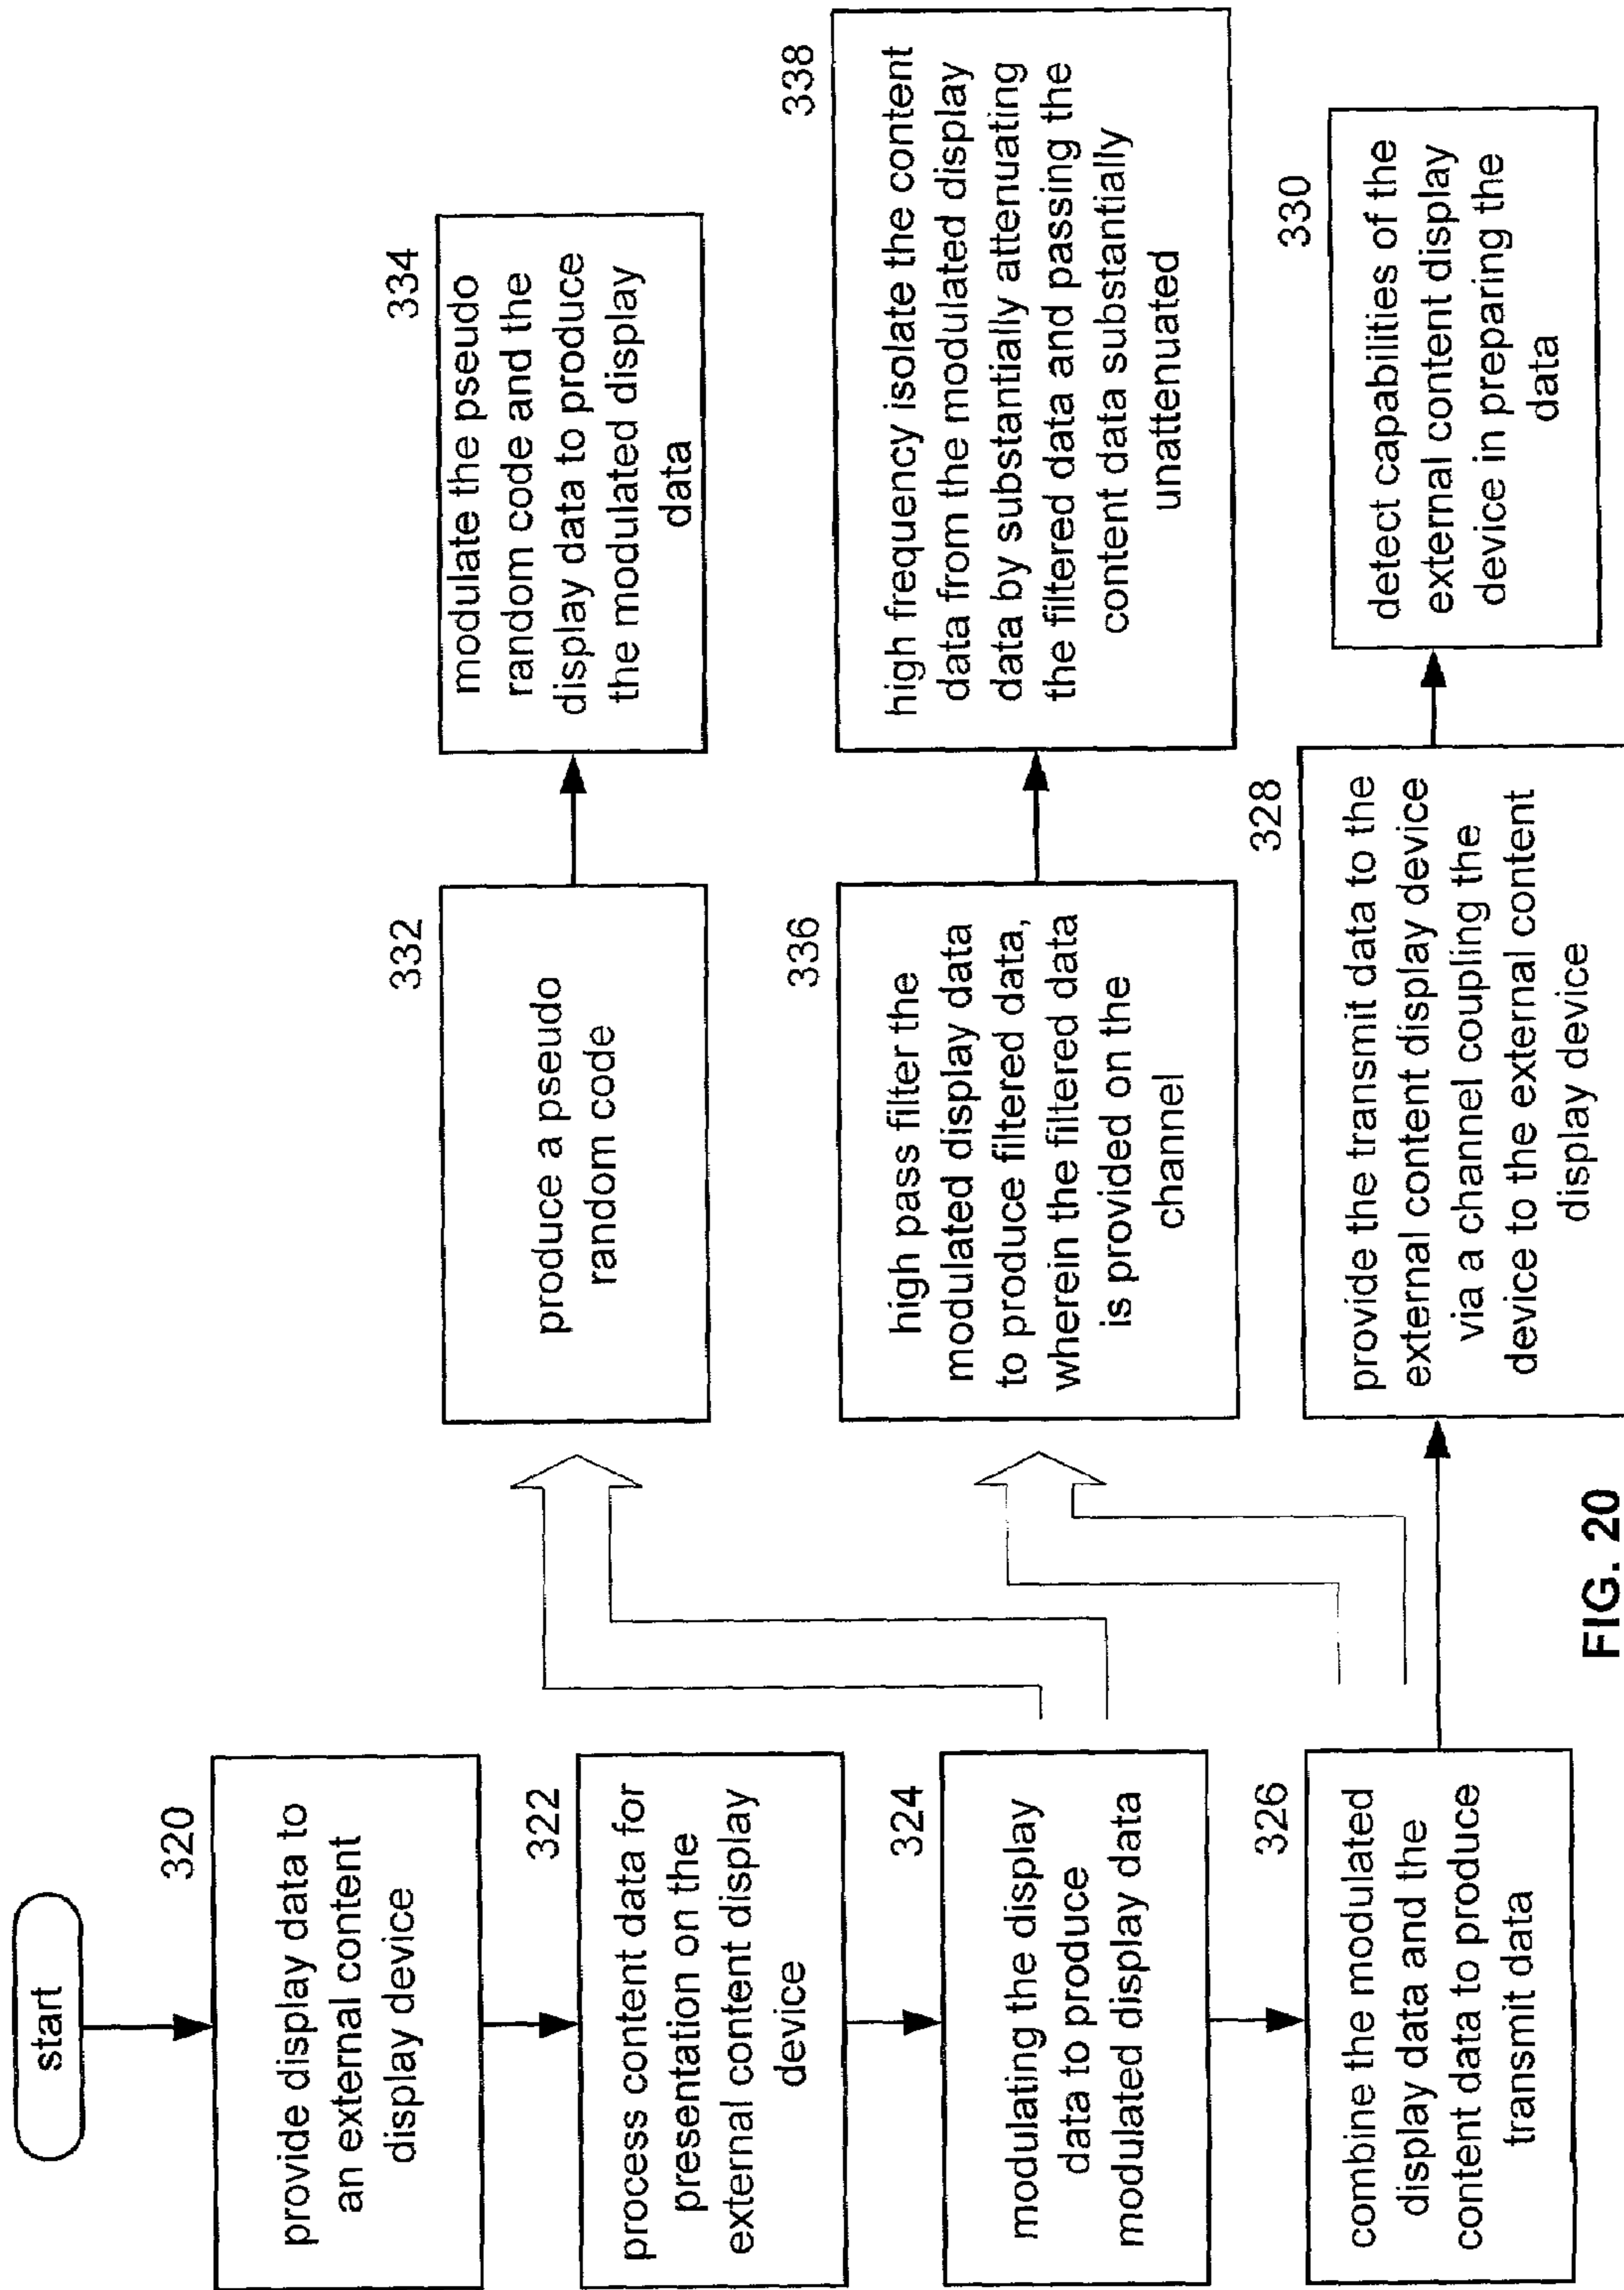 start
320
provide display data to
an external content
display device
322
process content data for
presentation on the
external content display
device
324
modulating the display
data to produce
modulated display data
326
combine the modulated
display data and the
content data to produce
transmit data
332
produce a pseudo
random code
334
modulate the pseudo
random code and the
display data to produce
the modulated display
data
336
high pass filter the
modulated display data
to produce filtered data,
wherein the filtered data
is provided on the
channel
338
high frequency isolate the content
data from the modulated display
data by substantially attenuating
the filtered data and passing the
content data substantially
unattenuated
328
provide the transmit data to the
external content display device
via a channel coupling the
device to the external content
display device
330
detect capabilities of the
external content display
device in preparing the
data
FIG. 20